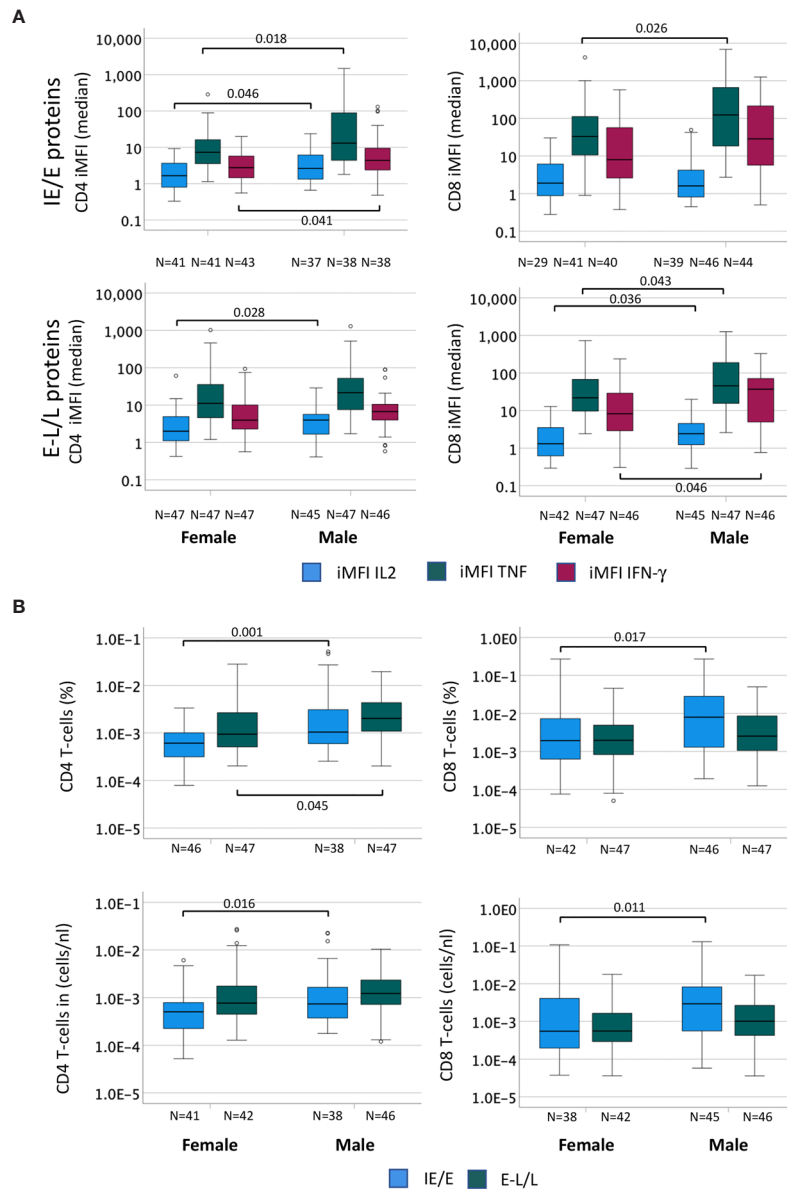 A
IE/E proteins
CD4 iMFI (median)
10,000
1,000
100
10
1
0.1
0.018
0.046
0.041
N=41 N=41 N=43 N=37 N=38 N=38
CD8 iMFI (median)
10,000
1,000
100
10
1
0.1
0.026
N=29 N=41 N=40 N=39 N=46 N=44
E-L/L proteins
CD4 iMFI (median)
10,000
1,000
100
10
1
0.1
0.028
N=47 N=47 N=47 N=45 N=47 N=46
Female Male
CD8 iMFI (median)
10,000
1,000
100
10
1
0.1
0.043
0.036
0.046
N=42 N=47 N=46 N=45 N=47 N=46
Female Male
iMFI IL2 iMFI TNF iMFI IFN-γ
B
CD4 T-cells (%)
1.0E-1
1.0E-2
1.0E-3
1.0E-4
1.0E-5
0.001
0.045
N=46 N=47 N=38 N=47
CD8 T-cells (%)
1.0E0
1.0E-1
1.0E-2
1.0E-3
1.0E-4
1.0E-5
0.017
N=42 N=47 N=46 N=47
CD4 T-cells in (cells/nl)
1.0E-1
1.0E-2
1.0E-3
1.0E-4
1.0E-5
0.016
N=41 N=42 N=38 N=46
Female Male
CD8 T-cells (cells/nl)
1.0E0
1.0E-1
1.0E-2
1.0E-3
1.0E-4
1.0E-5
0.011
N=38 N=42 N=45 N=46
Female Male
IE/E E-L/L